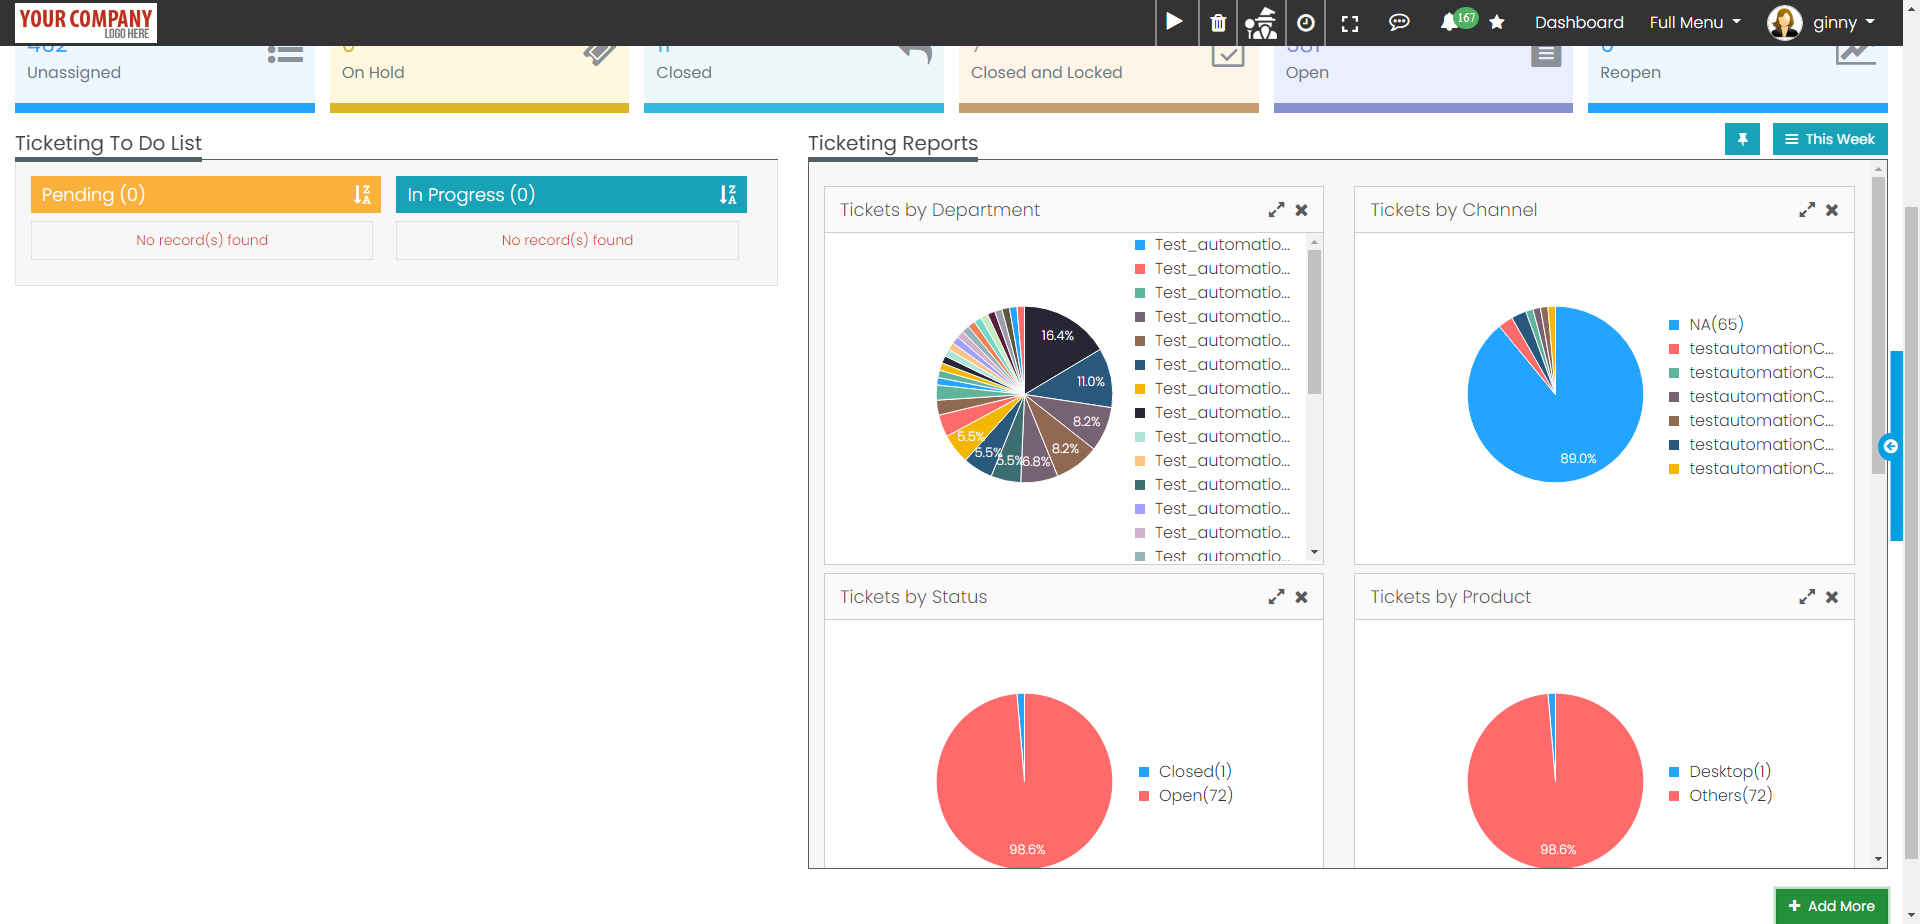 YOUR COMPANY
LOGO HERE
167
Dashboard
Full Menu
ginny
Unassigned
On Hold
Closed
Closed and Locked
Open
Reopen
Ticketing To Do List
Ticketing Reports
This Week
Pending (0)
In Progress (0)
No record(s) found
No record(s) found
Tickets by Department
Tickets by Channel
Test_automatio...
Test_automatio...
Test_automatio...
Test_automatio...
Test_automatio...
Test_automatio...
Test_automatio...
Test_automatio...
Test_automatio...
Test_automatio...
Test_automatio...
Test_automatio...
Test_automatio...
Test_automatio...
16.4%
11.0%
8.2%
8.2%
6.8%
5.5%
5.5%
5.5%
NA(65)
testautomationC...
testautomationC...
testautomationC...
testautomationC...
testautomationC...
testautomationC...
89.0%
Tickets by Status
Tickets by Product
Closed(1)
Open(72)
98.6%
Desktop(1)
Others(72)
98.6%
Add More